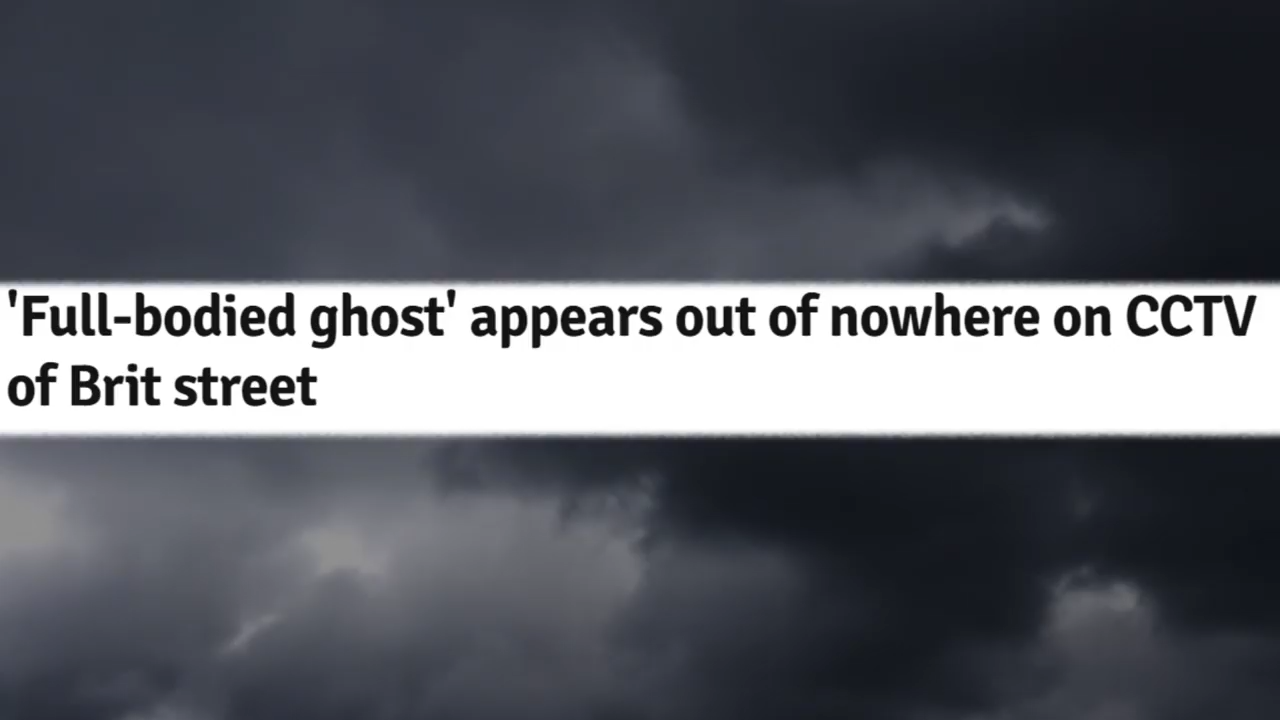 'Full-bodied ghost' appears out of nowhere on CCTV
of Brit street